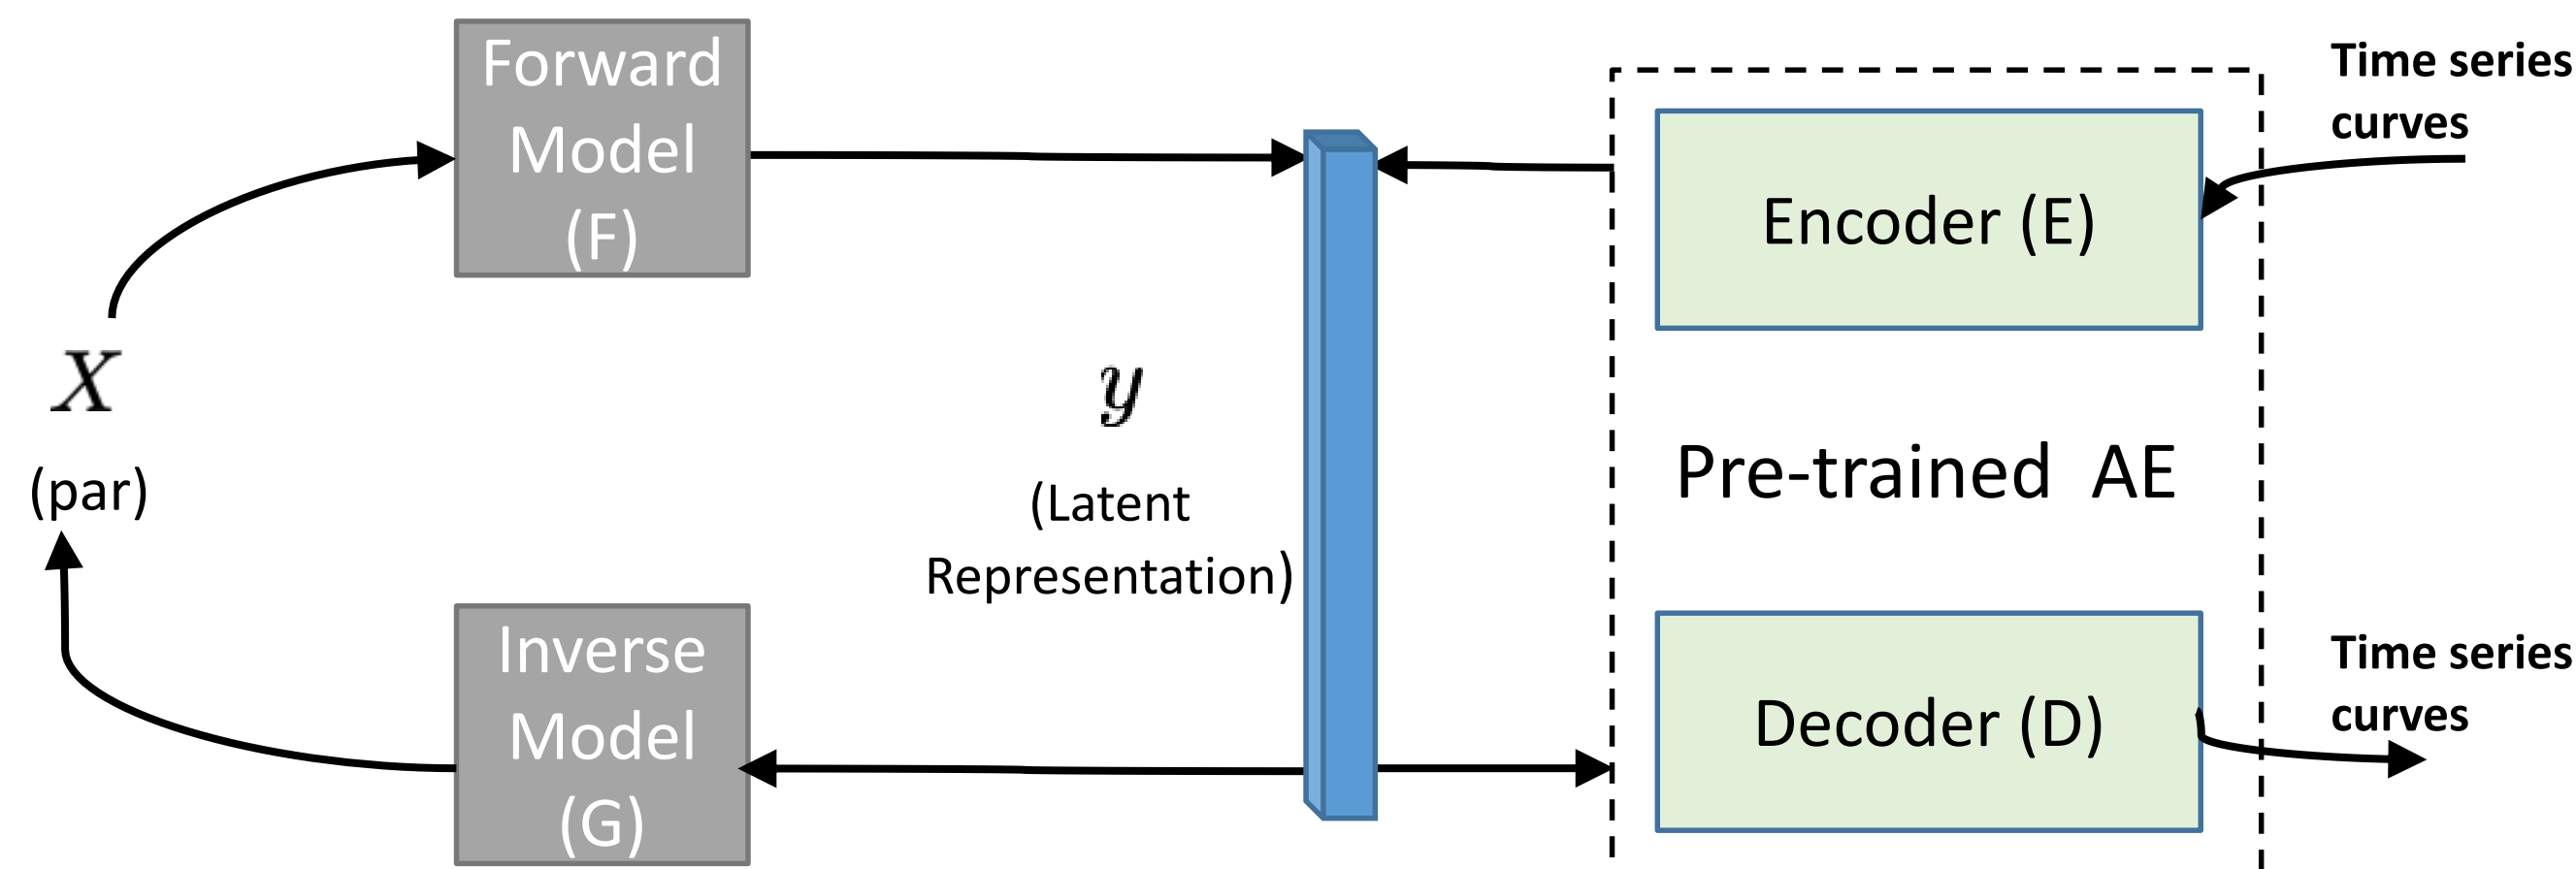 Forward
Model
(F)
X
(par)
y
(Latent
Representation)
Inverse
Model
(G)
Encoder (E)
Pre-trained AE
Decoder (D)
Time series
curves
Time series
curves